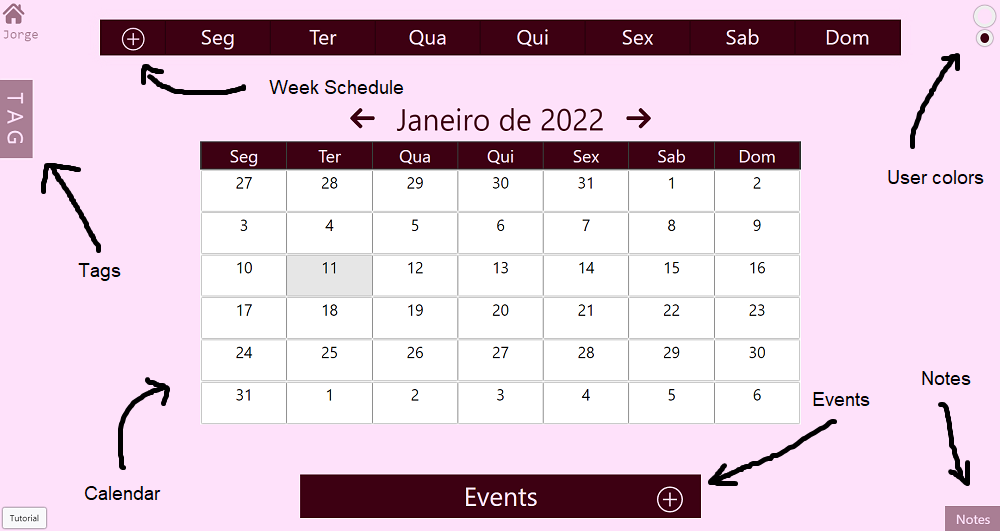 Jorge
Seg Ter Qua Qui Sex Sab Dom
Week Schedule
TAG
Janeiro de 2022
User colors
Seg Ter Qua Qui Sex Sab Dom
27 28 29 30 31 1 2
3 4 5 6 7 8 9
10 11 12 13 14 15 16
17 18 19 20 21 22 23
24 25 26 27 28 29 30
31 1 2 3 4 5 6
Tags
Notes
Events
Calendar
Events
Tutorial
Notes